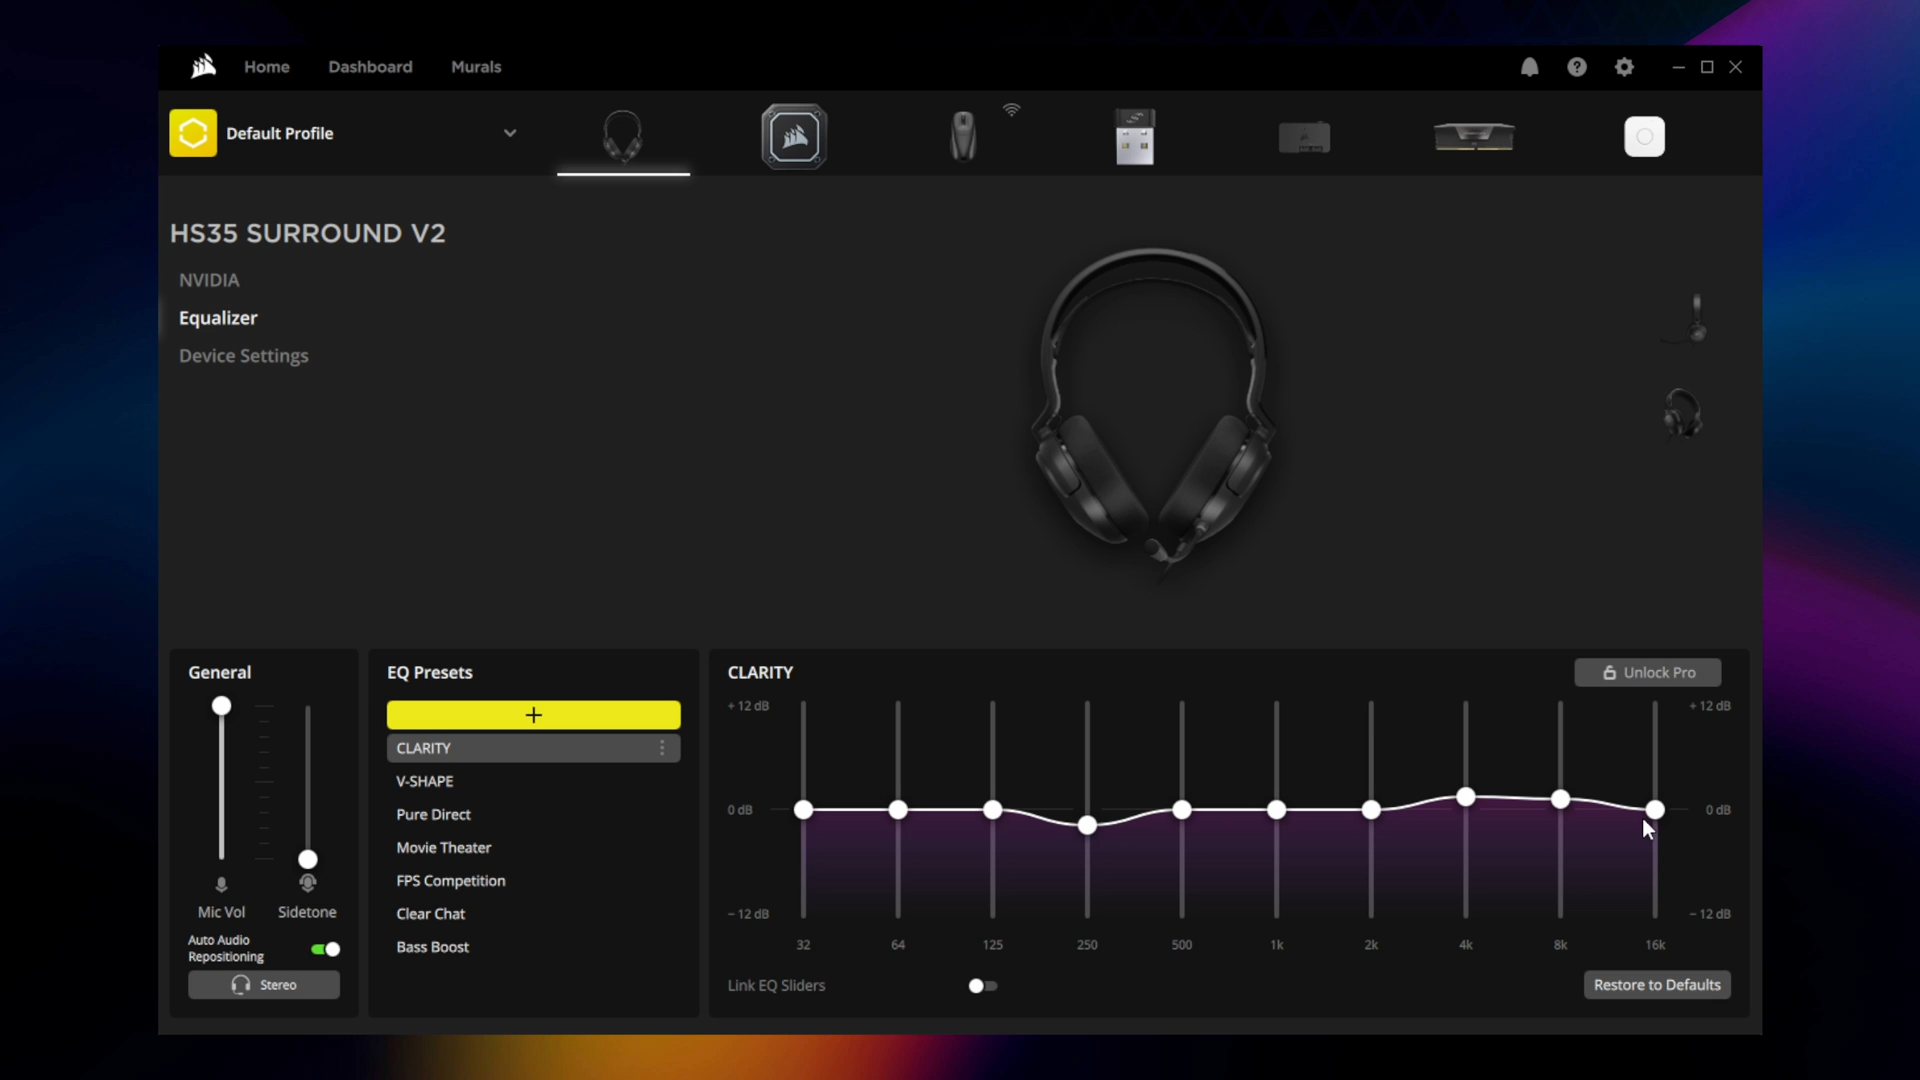 Home Dashboard Murals
Default Profile
HS35 SURROUND V2
NVIDIA
Equalizer
Device Settings
General
Mic Vol Sidetone
Auto Audio
Repositioning
Stereo
EQ Presets
+
CLARITY
V-SHAPE
Pure Direct
Movie Theater
FPS Competition
Clear Chat
Bass Boost
CLARITY
Unlock Pro
+ 12 dB + 12 dB
0 dB 0 dB
− 12 dB − 12 dB
32 64 125 250 500 1k 2k 4k 8k 16k
Link EQ Sliders
Restore to Defaults